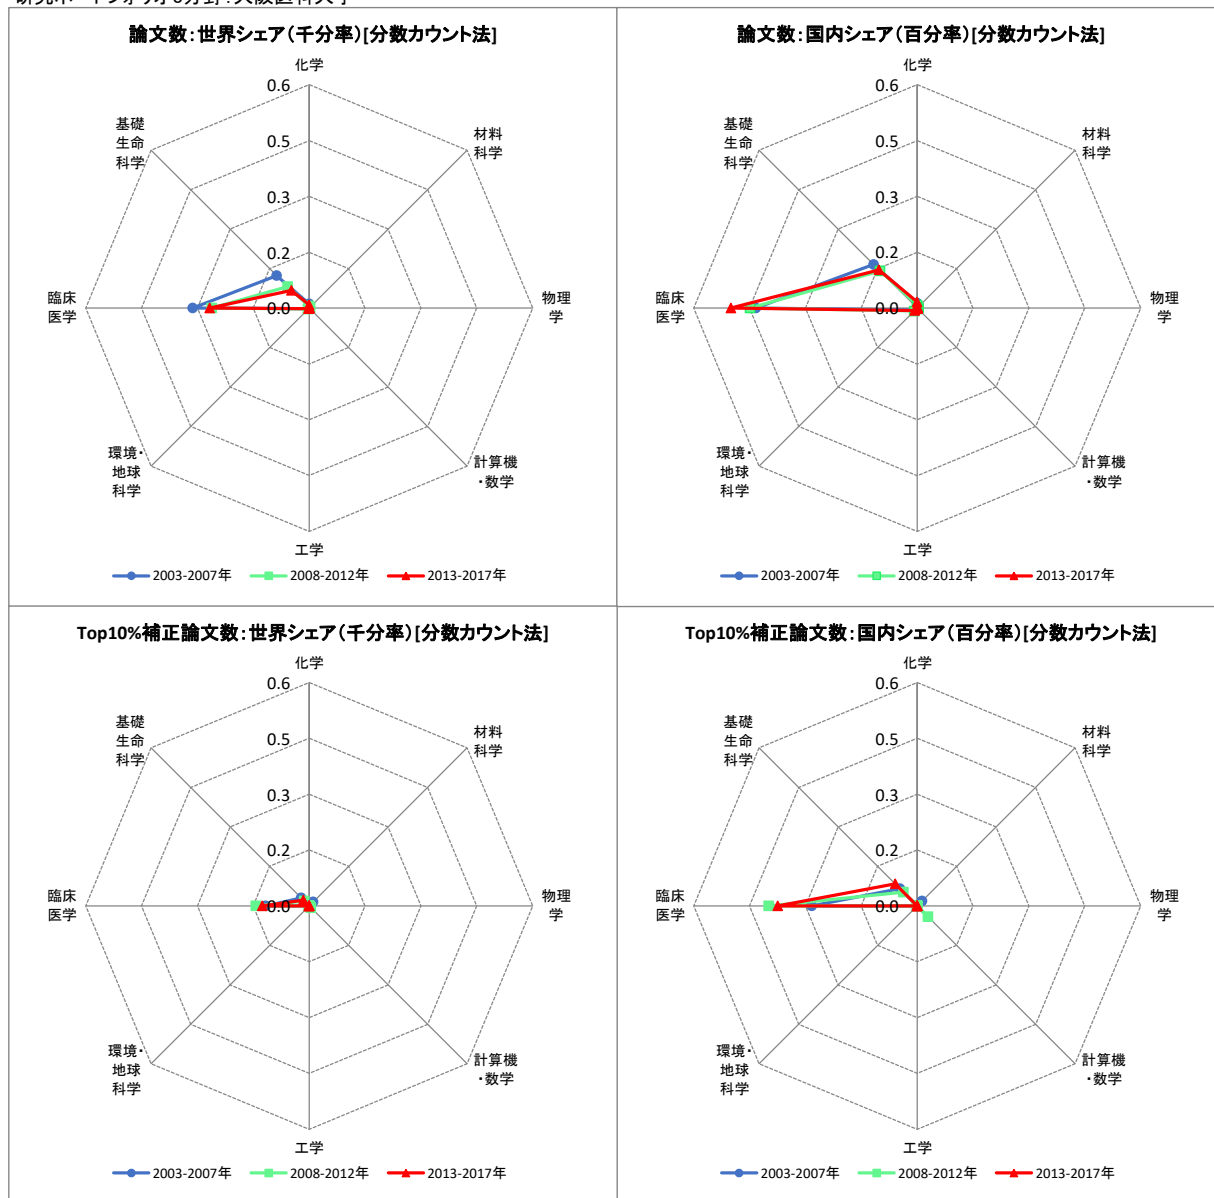 論文数：世界シェア（千分率）[分数カウント法]
化学
0.6
0.5
0.3
0.2
0.0
材料
科学
物理
学
計算機
・数学
工学
環境・
地球
科学
臨床
医学
基礎
生命
科学
2003-2007年 2008-2012年 2013-2017年
論文数：国内シェア（百分率）[分数カウント法]
化学
0.6
0.5
0.3
0.2
0.0
材料
科学
物理
学
計算機
・数学
工学
環境・
地球
科学
臨床
医学
基礎
生命
科学
2003-2007年 2008-2012年 2013-2017年
Top10%補正論文数：世界シェア（千分率）[分数カウント法]
化学
0.6
0.5
0.3
0.2
0.0
材料
科学
物理
学
計算機
・数学
工学
環境・
地球
科学
臨床
医学
基礎
生命
科学
2003-2007年 2008-2012年 2013-2017年
Top10%補正論文数：国内シェア（百分率）[分数カウント法]
化学
0.6
0.5
0.3
0.2
0.0
材料
科学
物理
学
計算機
・数学
工学
環境・
地球
科学
臨床
医学
基礎
生命
科学
2003-2007年 2008-2012年 2013-2017年